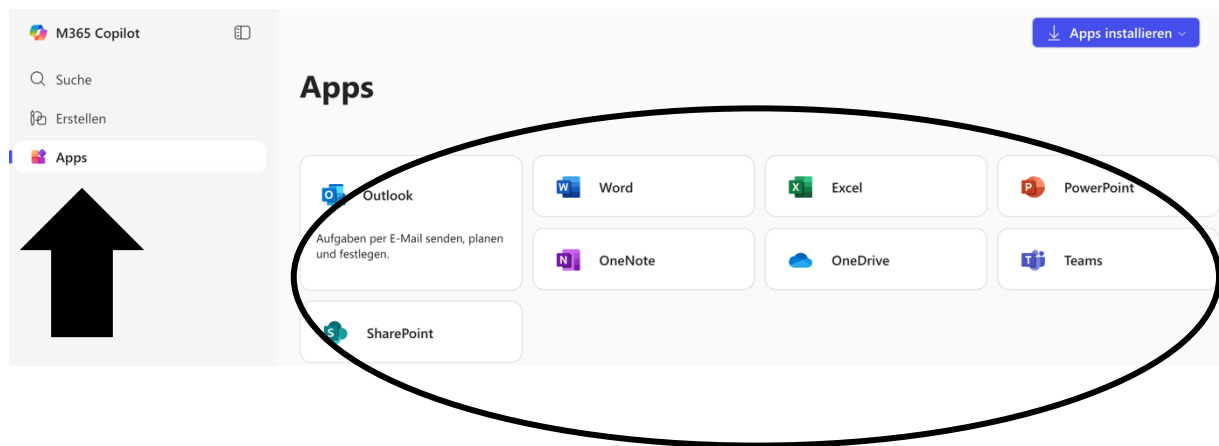 M365 Copilot
Apps installieren
Suche
Apps
Erstellen
Apps
Outlook
Aufgaben per E-Mail senden, planen
und festlegen.
Word
Excel
PowerPoint
OneNote
OneDrive
Teams
SharePoint